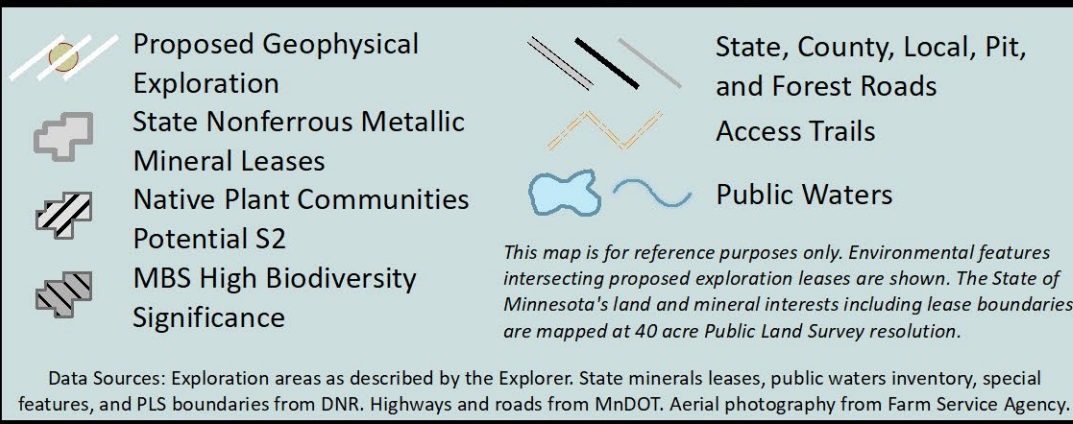 Proposed Geophysical
Exploration
State Nonferrous Metallic
Mineral Leases
Native Plant Communities
Potential S2
MBS High Biodiversity
Significance
State, County, Local, Pit,
and Forest Roads
Access Trails
Public Waters
This map is for reference purposes only. Environmental features
intersecting proposed exploration leases are shown. The State of
Minnesota's land and mineral interests including lease boundaries
are mapped at 40 acre Public Land Survey resolution.
Data Sources: Exploration areas as described by the Explorer. State minerals leases, public waters inventory, special
features, and PLS boundaries from DNR. Highways and roads from MnDOT. Aerial photography from Farm Service Agency.